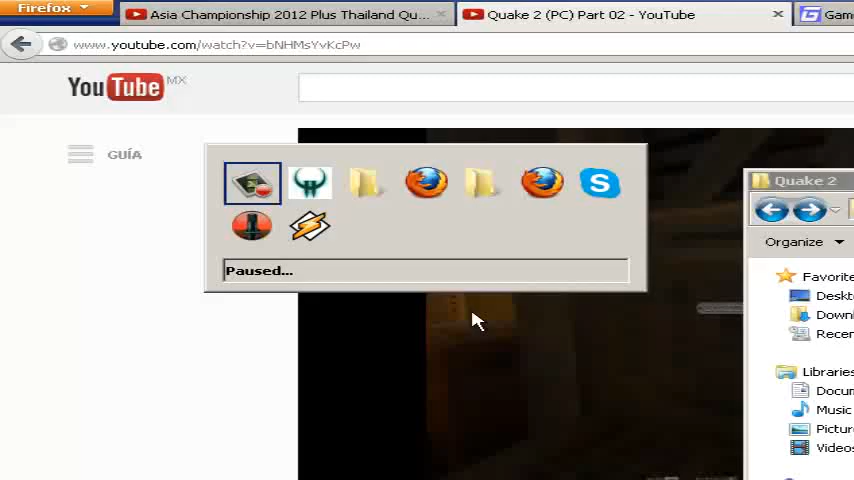 Firefox
Asia Championship 2012 Plus Thailand Qu...
Quake 2 (PC) Part 02 - YouTube
Gam
www.youtube.com/watch?v=bNHMsYvKcPw
YouTube MX
GUÍA
S
Paused...
Quake 2
Organize
Favorite
Deskt
Downl
Recen
Libraries
Docum
Music
Pictur
Videos